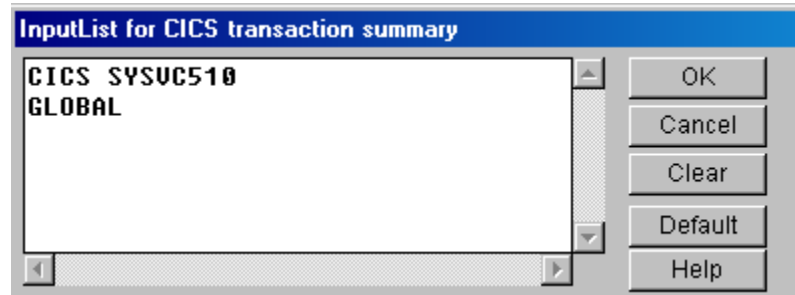 InputList for CICS transaction summary
CICS SYSVC510
GLOBAL
OK
Cancel
Clear
Default
Help